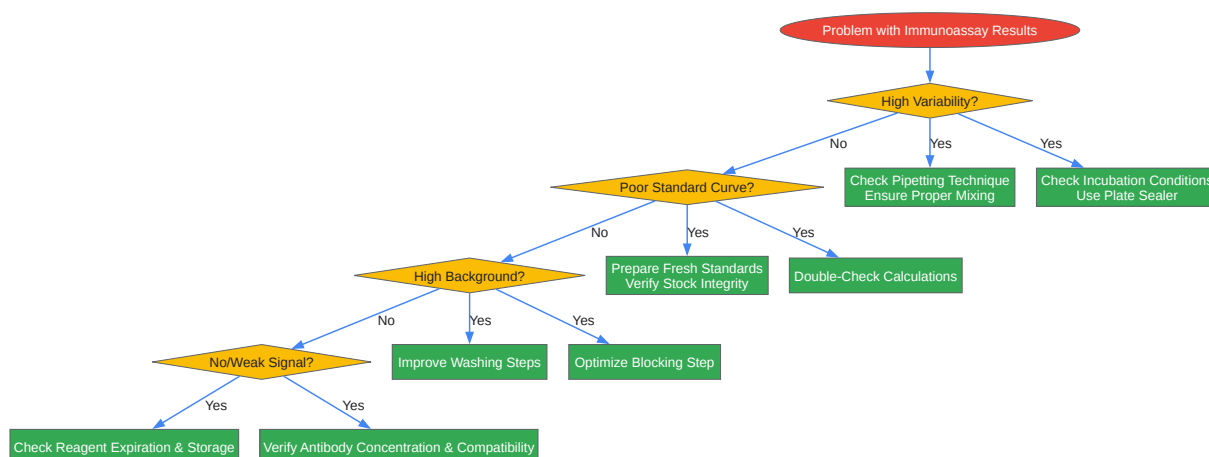 Problem with Immunoassay Results
High Variability?
No
Yes
Yes
Poor Standard Curve?
Check Pipetting Technique
Ensure Proper Mixing
Check Incubation Conditions
Use Plate Sealer
No
Yes
Yes
High Background?
Prepare Fresh Standards
Verify Stock Integrity
Double-Check Calculations
No
Yes
Yes
No/Weak Signal?
Improve Washing Steps
Optimize Blocking Step
Yes
Yes
Check Reagent Expiration & Storage
Verify Antibody Concentration & Compatibility